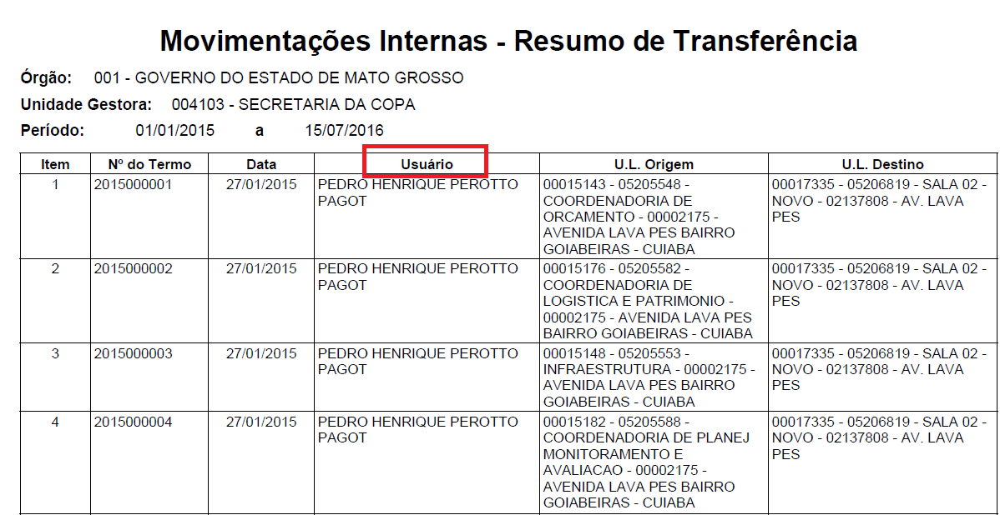 Movimentações Internas - Resumo de Transferência
Órgão: 001 - GOVERNO DO ESTADO DE MATO GROSSO
Unidade Gestora: 004103 - SECRETARIA DA COPA
Período: 01/01/2015 a 15/07/2016
Item Nº do Termo Data Usuário U.L. Origem U.L. Destino
1 2015000001 27/01/2015 PEDRO HENRIQUE PEROTTO 00015143 - 05205548 - 00017335 - 05206819 - SALA 02 -
PAGOT COORDENADORIA DE NOVO - 02137808 - AV. LAVA
ORCAMENTO - 00002175 - PES
AVENIDA LAVA PES BAIRRO
GOIABEIRAS - CUIABA
2 2015000002 27/01/2015 PEDRO HENRIQUE PEROTTO 00015176 - 05205582 - 00017335 - 05206819 - SALA 02 -
PAGOT COORDENADORIA DE NOVO - 02137808 - AV. LAVA
LOGISTICA E PATRIMONIO - PES
00002175 - AVENIDA LAVA PES
BAIRRO GOIABEIRAS - CUIABA
3 2015000003 27/01/2015 PEDRO HENRIQUE PEROTTO 00015148 - 05205553 - 00017335 - 05206819 - SALA 02 -
PAGOT INFRAESTRUTURA - 00002175 - NOVO - 02137808 - AV. LAVA
AVENIDA LAVA PES BAIRRO PES
GOIABEIRAS - CUIABA
4 2015000004 27/01/2015 PEDRO HENRIQUE PEROTTO 00015182 - 05205588 - 00017335 - 05206819 - SALA 02 -
PAGOT COORDENADORIA DE PLANEJ NOVO - 02137808 - AV. LAVA
MONITORAMENTO E PES
AVALIACAO - 00002175 -
AVENIDA LAVA PES BAIRRO
GOIABEIRAS - CUIABA